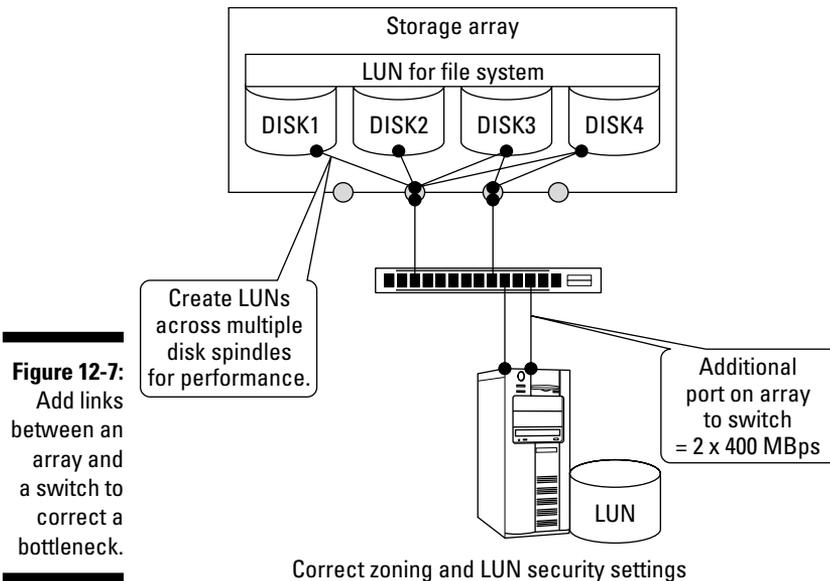 Storage array
LUN for file system
DISK1
DISK2
DISK3
DISK4
Create LUNs
across multiple
disk spindles
for performance.
Figure 12-7:
Add links
between an
array and
a switch to
correct a
bottleneck.
Additional
port on array
to switch
= 2 x 400 MBps
LUN
Correct zoning and LUN security settings